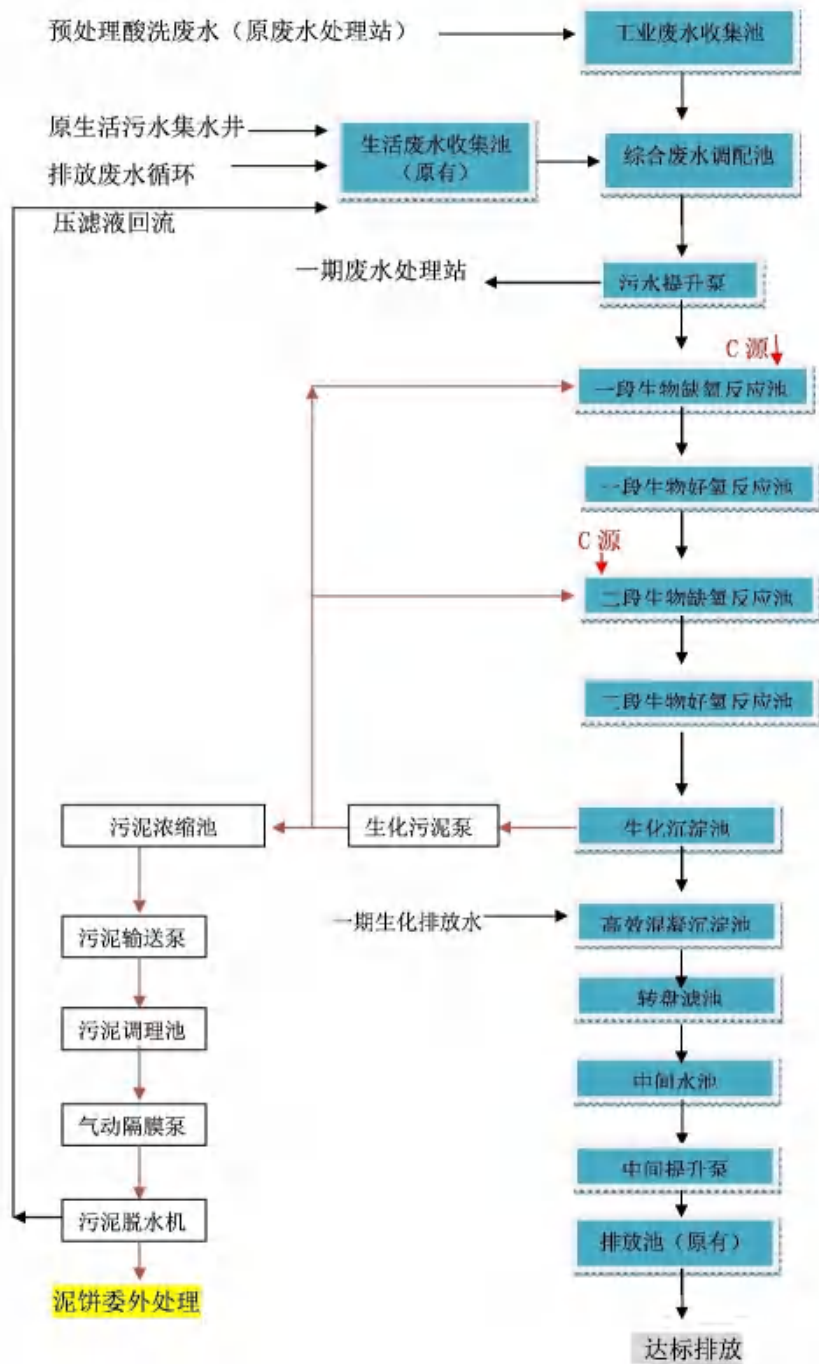 预处理酸洗废水（原废水处理站）
工业废水收集池
原生活污水集水井
排放废水循环
压滤液回流
生活废水收集池
（原有）
综合废水调配池
一期废水处理站
污水提升泵
C 源
一段生物缺氧反应池
一段生物好氧反应池
C 源
二段生物缺氧反应池
二段生物好氧反应池
污泥浓缩池
生化污泥泵
生化沉淀池
一期生化排放水
高效混凝沉淀池
污泥输送泵
转盘滤池
污泥调理池
中间水池
气动隔膜泵
中间提升泵
污泥脱水机
排放池（原有）
泥饼委外处理
达标排放